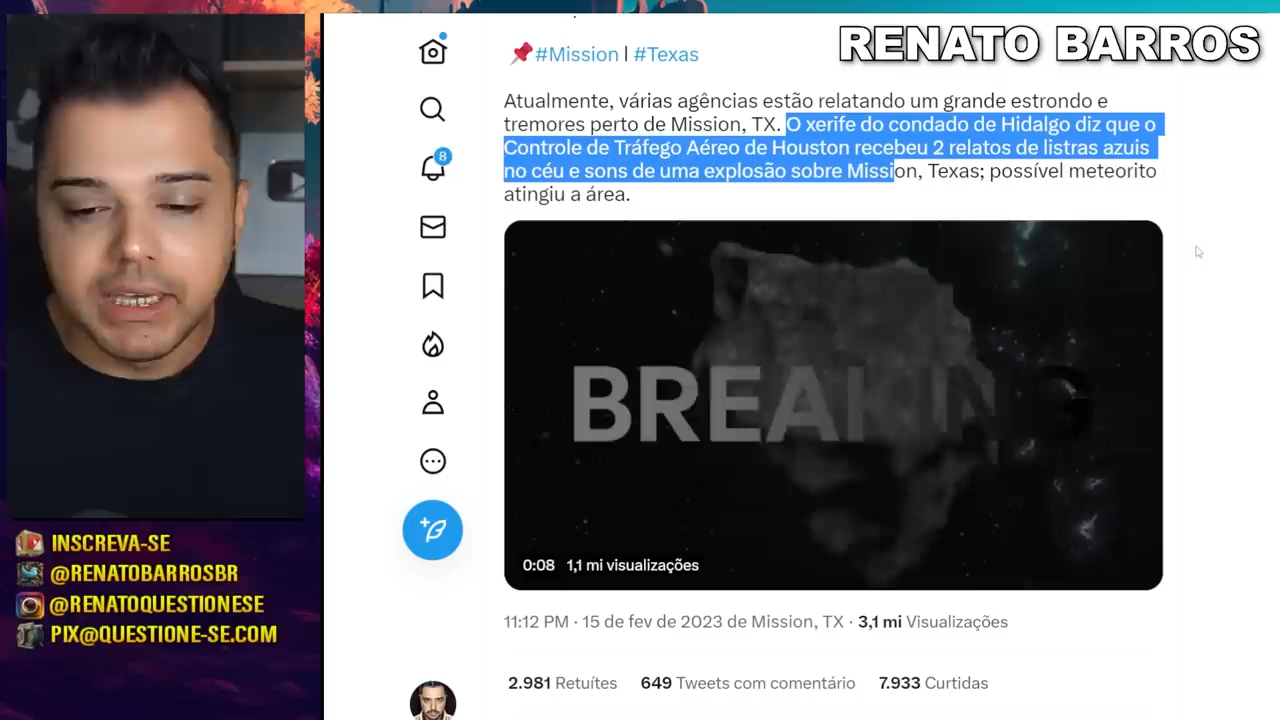 RENATO BARROS
#Mission | #Texas
Atualmente, várias agências estão relatando um grande estrondo e
tremores perto de Mission, TX. O xerife do condado de Hidalgo diz que o
Controle de Tráfego Aéreo de Houston recebeu 2 relatos de listras azuis
no céu e sons de uma explosão sobre Mission, Texas; possível meteorito
atingiu a área.
8
BREAKING
0:08 1,1 mi visualizações
11:12 PM · 15 de fev de 2023 de Mission, TX · 3,1 mi Visualizações
2.981 Retuítes 649 Tweets com comentário 7.933 Curtidas
INSCREVA-SE
@RENATOBARROSBR
@RENATOQUESTIONESE
PIX@QUESTIONE-SE.COM